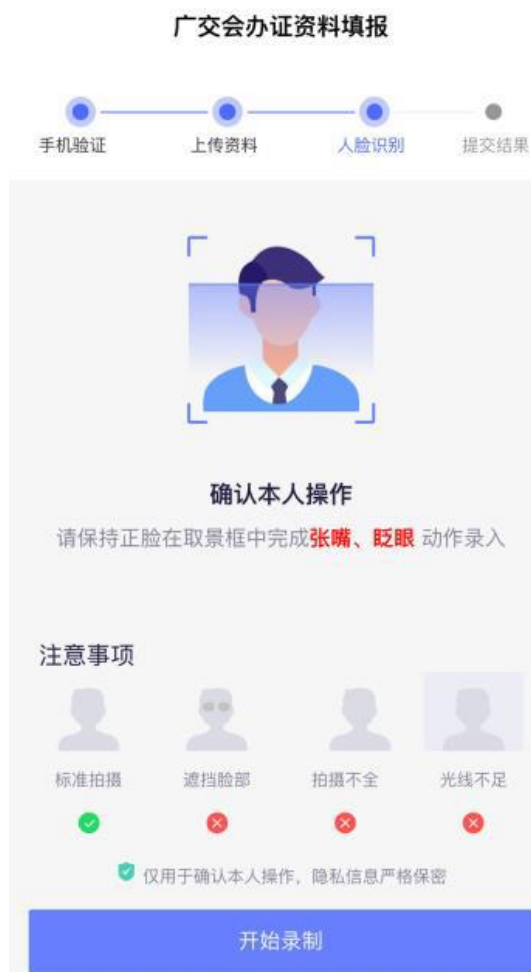 广交会办证资料填报
手机验证 上传资料 人脸识别 提交结果
确认本人操作
请保持正脸在取景框中完成张嘴、眨眼 动作录入
注意事项
标准拍摄 遮挡脸部 拍摄不全 光线不足
仅用于确认本人操作，隐私信息严格保密
开始录制